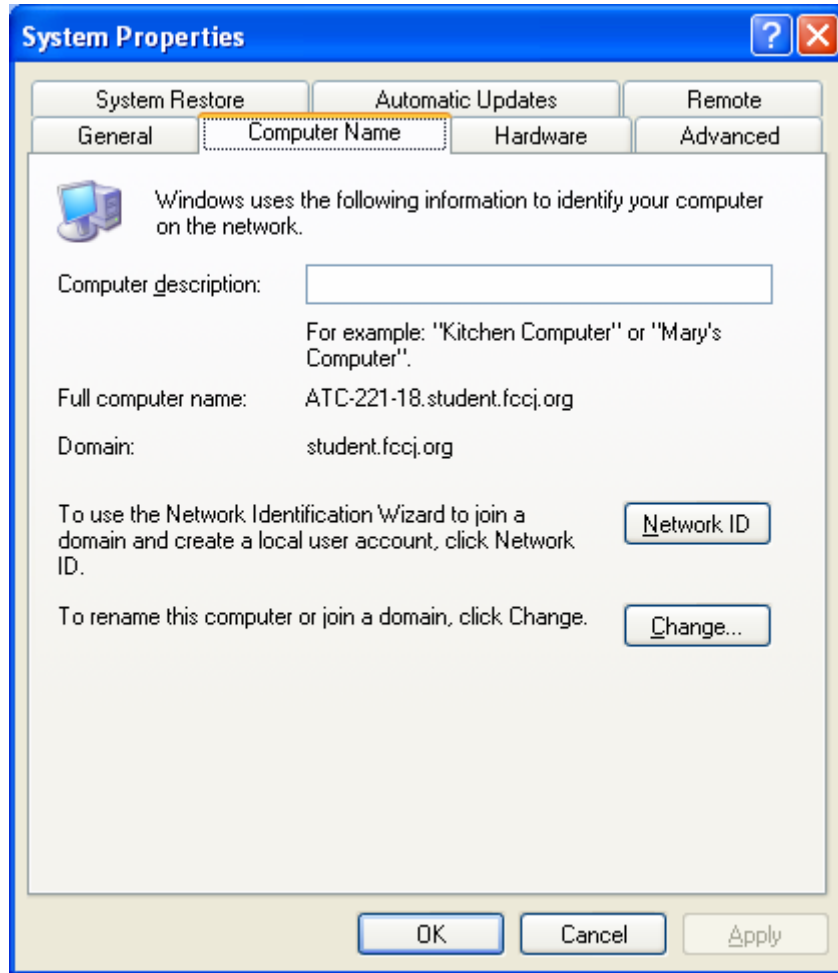 System Properties
System Restore Automatic Updates Remote
General Computer Name Hardware Advanced
Windows uses the following information to identify your computer
on the network.
Computer description:
For example: "Kitchen Computer" or "Mary's
Computer".
Full computer name: ATC-221-18.student.fccj.org
Domain: student.fccj.org
To use the Network Identification Wizard to join a
domain and create a local user account, click Network
ID.
Network ID
To rename this computer or join a domain, click Change.
Change...
OK Cancel Apply